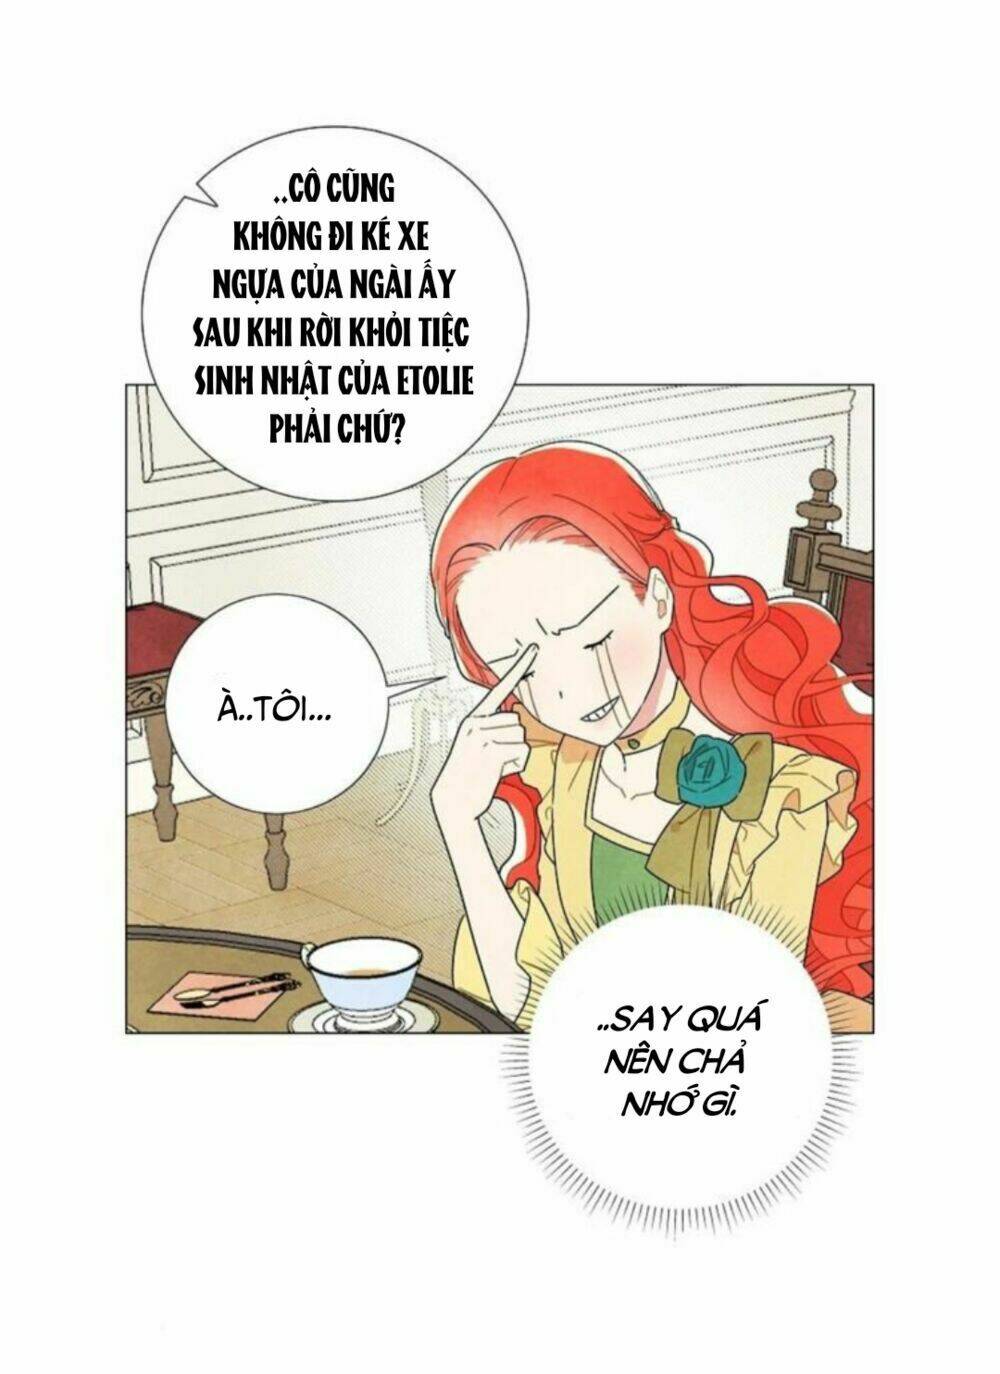 ..CÔ CŨNG
KHÔNG ĐI KÉ XE
NGỰA CỦA NGÀI ẤY
SAU KHI RỜI KHỎI TIỆC
SINH NHẬT CỦA ETOLIE
PHẢI CHỨ?
À..TÔI...
..SAY QUÁ
NÊN CHẢ
NHỚ GÌ.